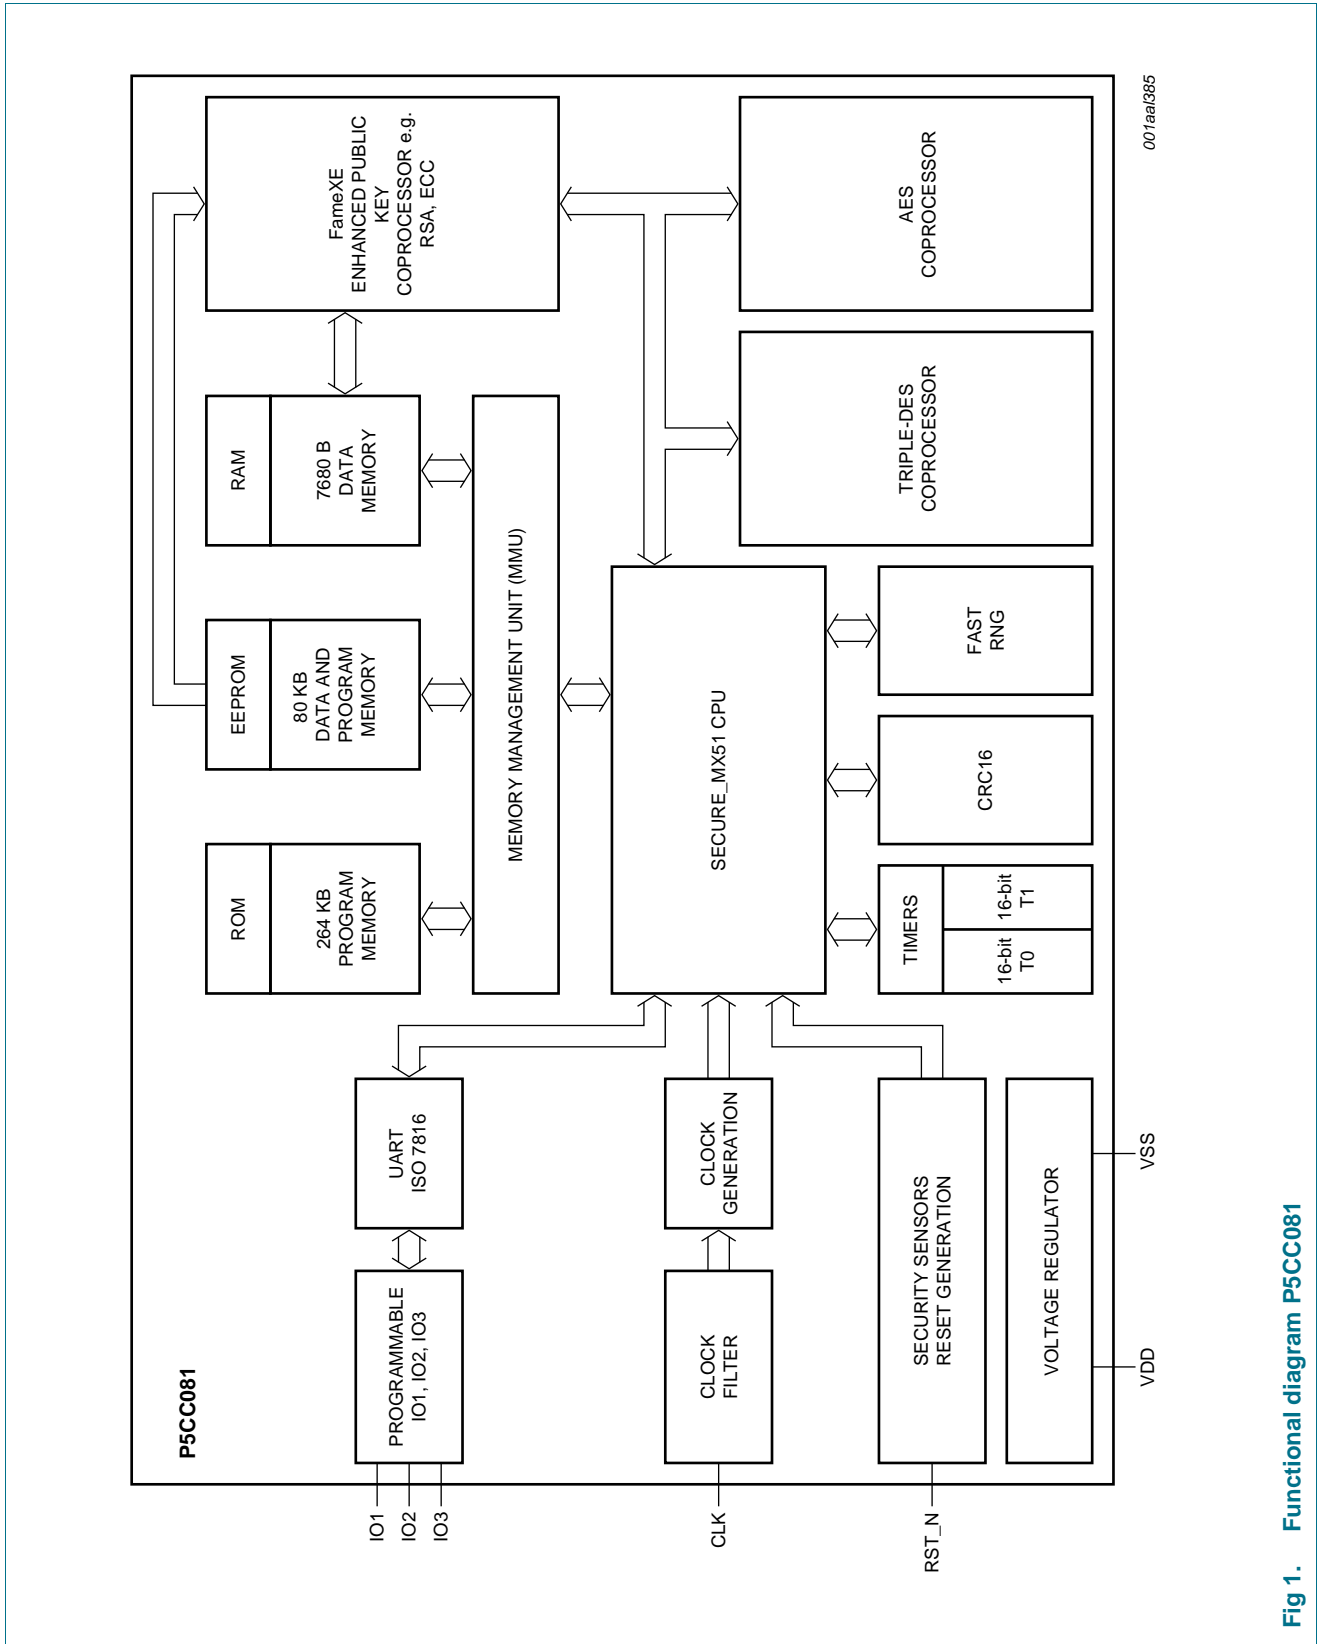 P5CC081
ROM
264 KB
PROGRAM
MEMORY
EEPROM
80 KB
DATA AND
PROGRAM
MEMORY
RAM
7680 B
DATA
MEMORY
FameXE
ENHANCED PUBLIC
KEY
COPROCESSOR e.g.
RSA, ECC
IO1
IO2
IO3
PROGRAMMABLE
IO1, IO2, IO3
UART
ISO 7816
MEMORY MANAGEMENT UNIT (MMU)
CLK
CLOCK
FILTER
CLOCK
GENERATION
SECURE_MX51 CPU
RST_N
SECURITY SENSORS
RESET GENERATION
TIMERS
16-bit
T0
16-bit
T1
CRC16
FAST
RNG
TRIPLE-DES
COPROCESSOR
AES
COPROCESSOR
VOLTAGE REGULATOR
VDD
VSS
001aal385
Fig 1. Functional diagram P5CC081